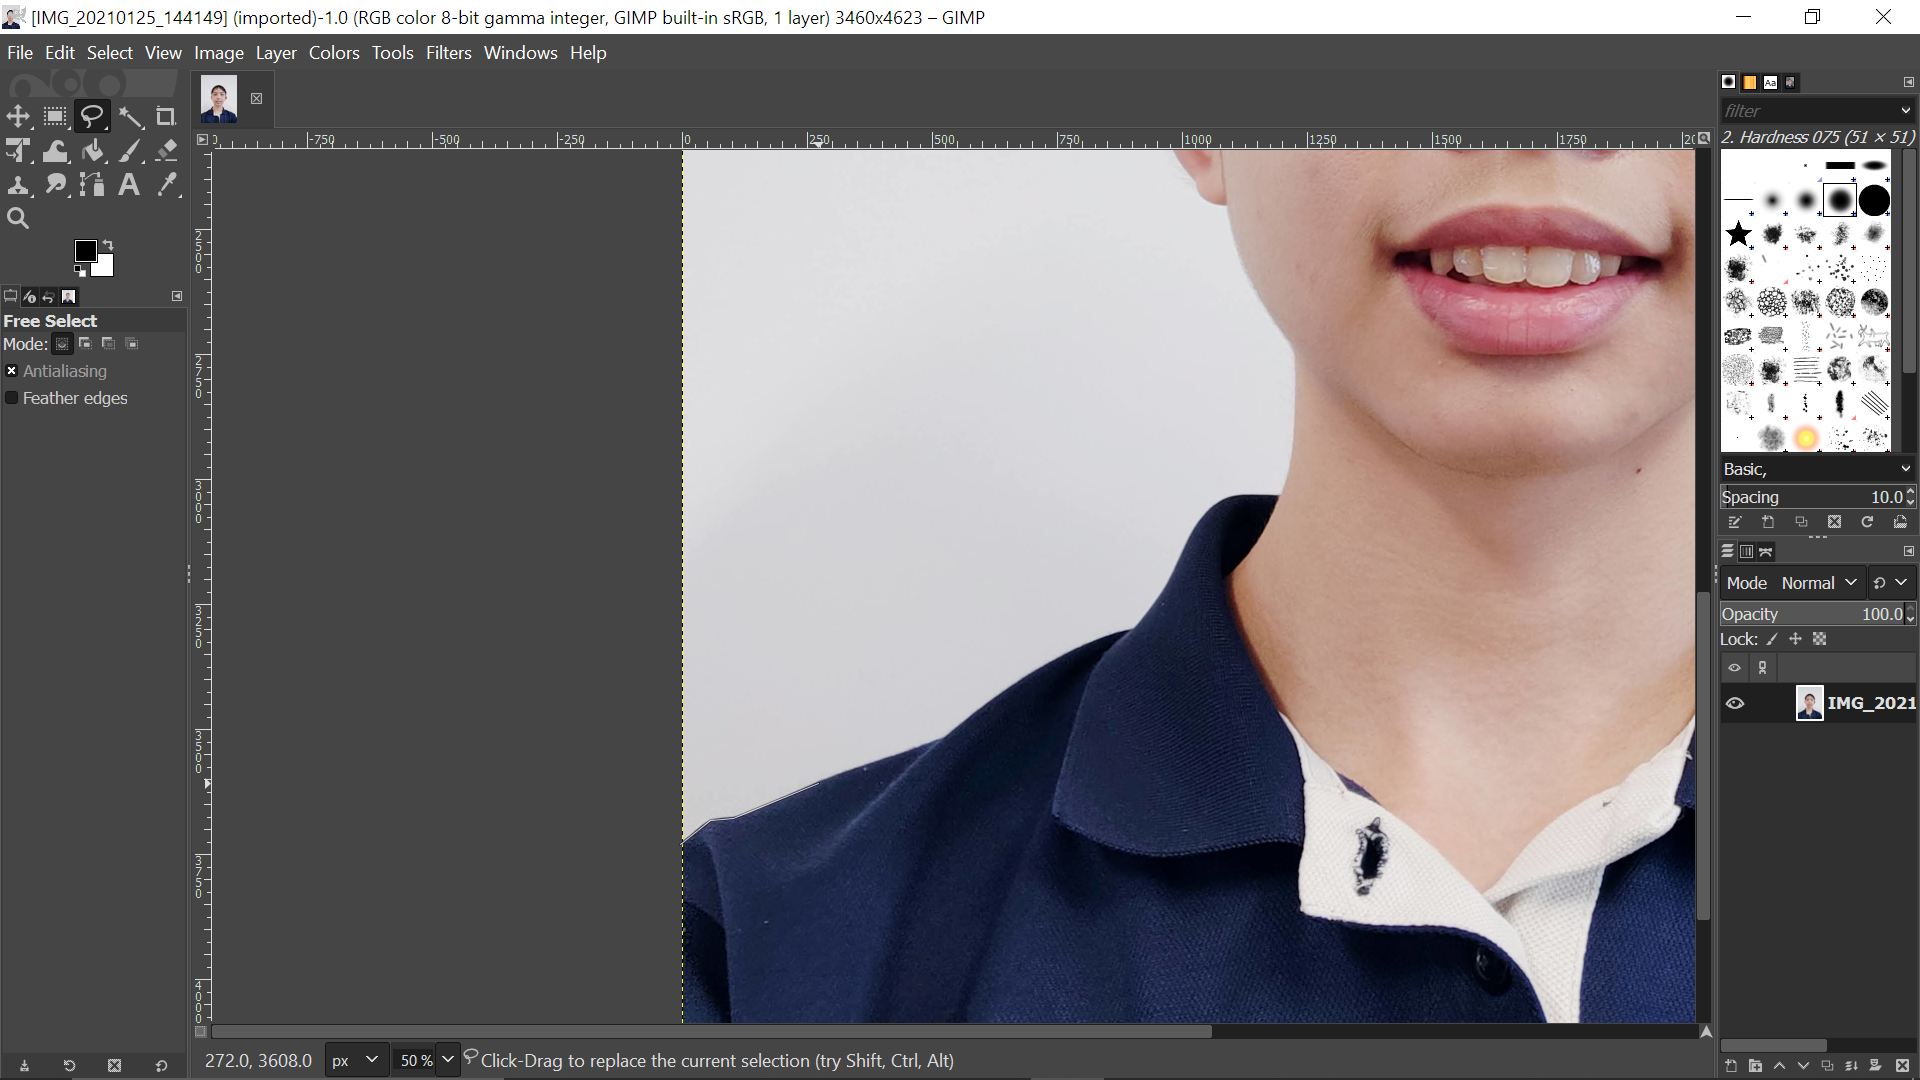 [IMG_20210125_144149] (imported)-1.0 (RGB color 8-bit gamma integer, GIMP built-in sRGB, 1 layer) 3460x4623 – GIMP
File Edit Select View Image Layer Colors Tools Filters Windows Help
-750 -500 -250 0 250 500 750 1000 1250 1500 1750
filter
2. Hardness 075 (51 × 51)
Free Select
Mode:
Antialiasing
Feather edges
2500
2750
3000
3250
3500
3750
4000
Basic,
Spacing 10.0
Mode Normal
Opacity 100.0
Lock:
IMG_2021
272.0, 3608.0 px 50 % Click-Drag to replace the current selection (try Shift, Ctrl, Alt)